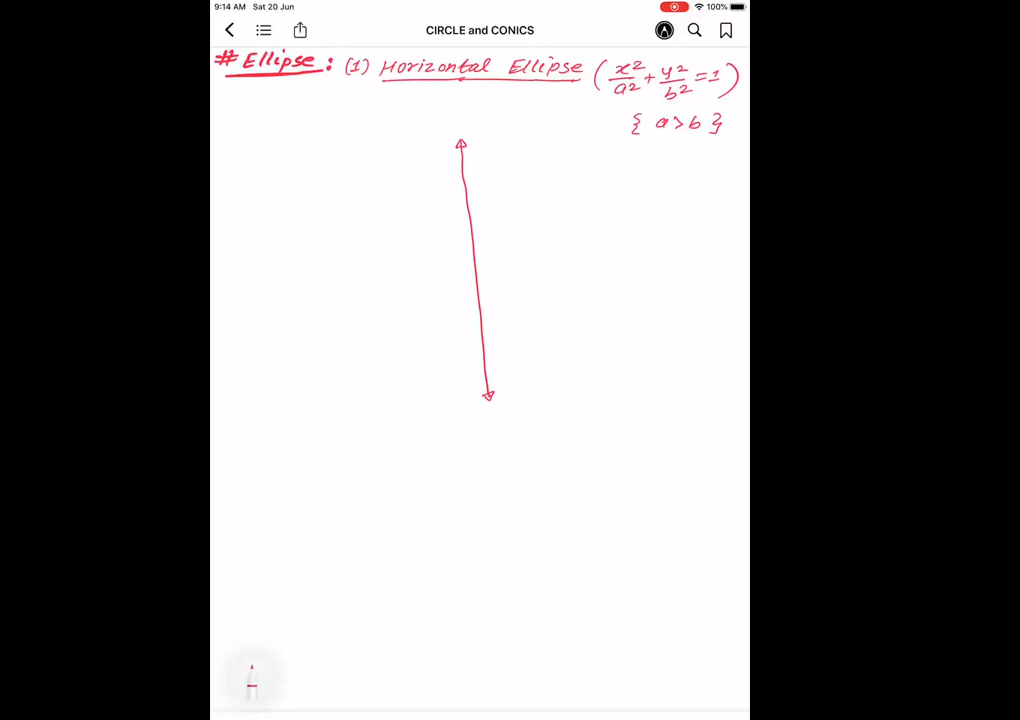 9:14 AM Sat 20 Jun 100%
CIRCLE and CONICS
# Ellipse : (1) Horizontal Ellipse (x²/a² + y²/b² = 1)
{ a > b }